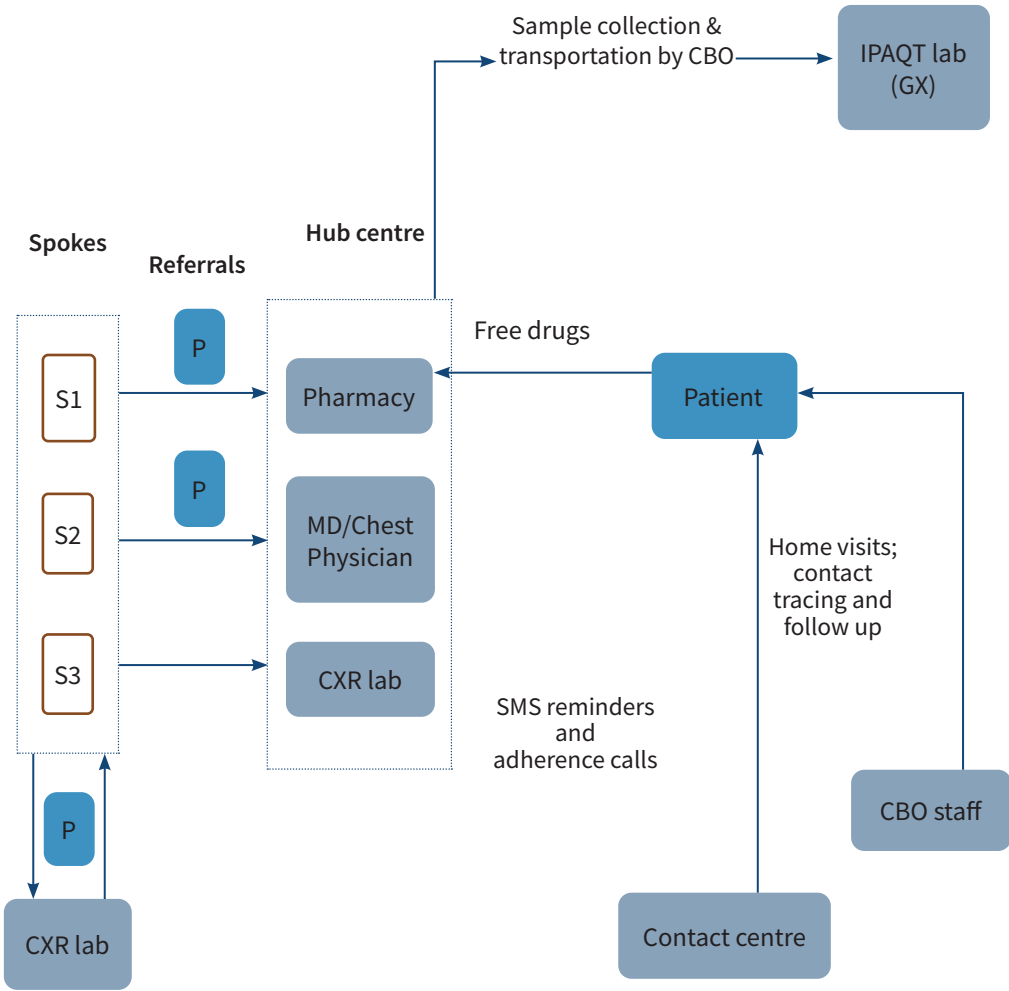 Sample collection &
transportation by CBO
IPAQT lab
(GX)
Spokes
Referrals
Hub centre
P
S1
Pharmacy
Free drugs
Patient
P
S2
MD/Chest
Physician
Home visits;
contact
tracing and
follow up
S3
CXR lab
SMS reminders
and
adherence calls
P
CBO staff
CXR lab
Contact centre